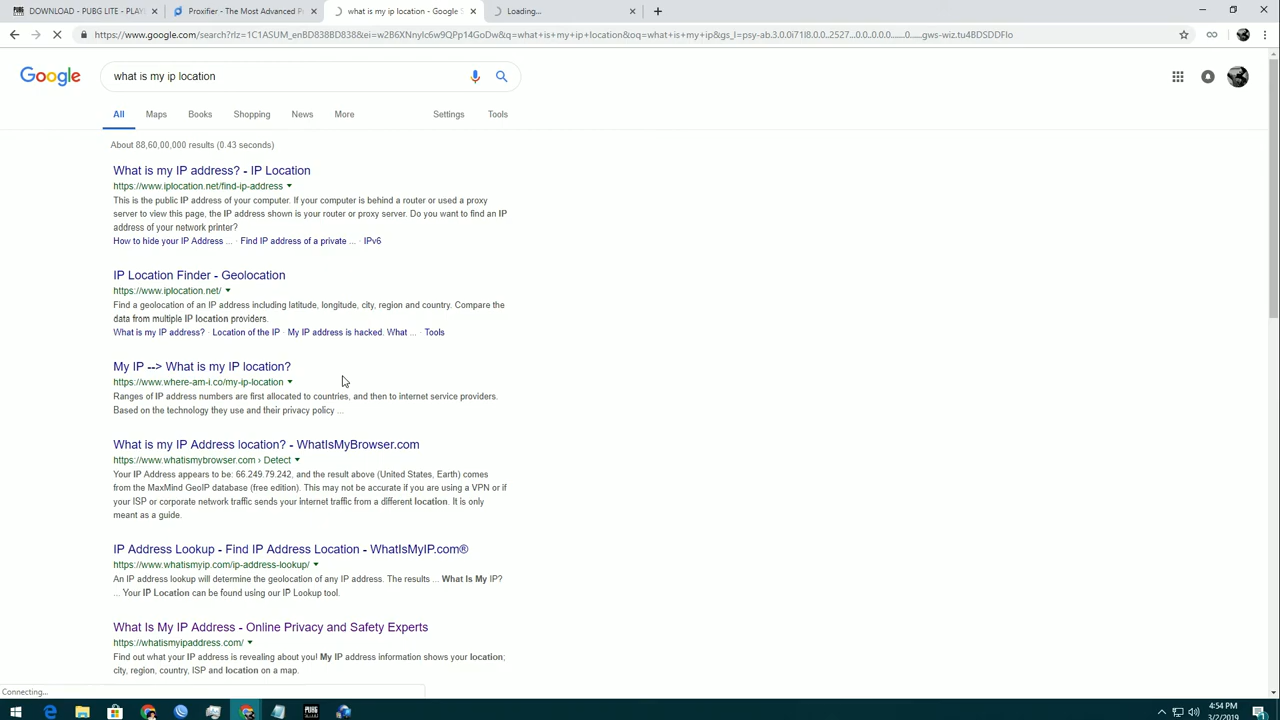 DOWNLOAD - PUBG LITE - PLAY
Proxifier - The Most Advanced P
what is my ip location - Google S
Loading...
https://www.google.com/search?rlz=1C1ASUM_enBD838BD838&ei=w2B6XNnyIc6w9QPp14GoDw&q=what+is+my+ip+location&oq=what+is+my+ip&gs_l=psy-ab.3.0.0i71l8.0.0..2527...0.0..0.0.0.......0......gws-wiz.tu4BDSDDFlo
Google
what is my ip location
All Maps Books Shopping News More Settings Tools
About 88,60,00,000 results (0.43 seconds)
What is my IP address? - IP Location
https://www.iplocation.net/find-ip-address
This is the public IP address of your computer. If your computer is behind a router or used a proxy
server to view this page, the IP address shown is your router or proxy server. Do you want to find an IP
address of your network printer?
How to hide your IP Address ... · Find IP address of a private ... · IPv6
IP Location Finder - Geolocation
https://www.iplocation.net/
Find a geolocation of an IP address including latitude, longitude, city, region and country. Compare the
data from multiple IP location providers.
What is my IP address? · Location of the IP · My IP address is hacked. What ... · Tools
My IP --> What is my IP location?
https://www.where-am-i.co/my-ip-location
Ranges of IP address numbers are first allocated to countries, and then to internet service providers.
Based on the technology they use and their privacy policy ...
What is my IP Address location? - WhatIsMyBrowser.com
https://www.whatismybrowser.com › Detect
Your IP Address appears to be: 66.249.79.242, and the result above (United States, Earth) comes
from the MaxMind GeoIP database (free edition). This may not be accurate if you are using a VPN or if
your ISP or corporate network traffic sends your internet traffic from a different location. It is only
meant as a guide.
IP Address Lookup - Find IP Address Location - WhatIsMyIP.com®
https://www.whatismyip.com/ip-address-lookup/
An IP address lookup will determine the geolocation of any IP address. The results ... What Is My IP?
... Your IP Location can be found using our IP Lookup tool.
What Is My IP Address - Online Privacy and Safety Experts
https://whatismyipaddress.com/
Find out what your IP address is revealing about you! My IP address information shows your location;
city, region, country, ISP and location on a map.
Connecting...
4:54 PM
3/2/2019